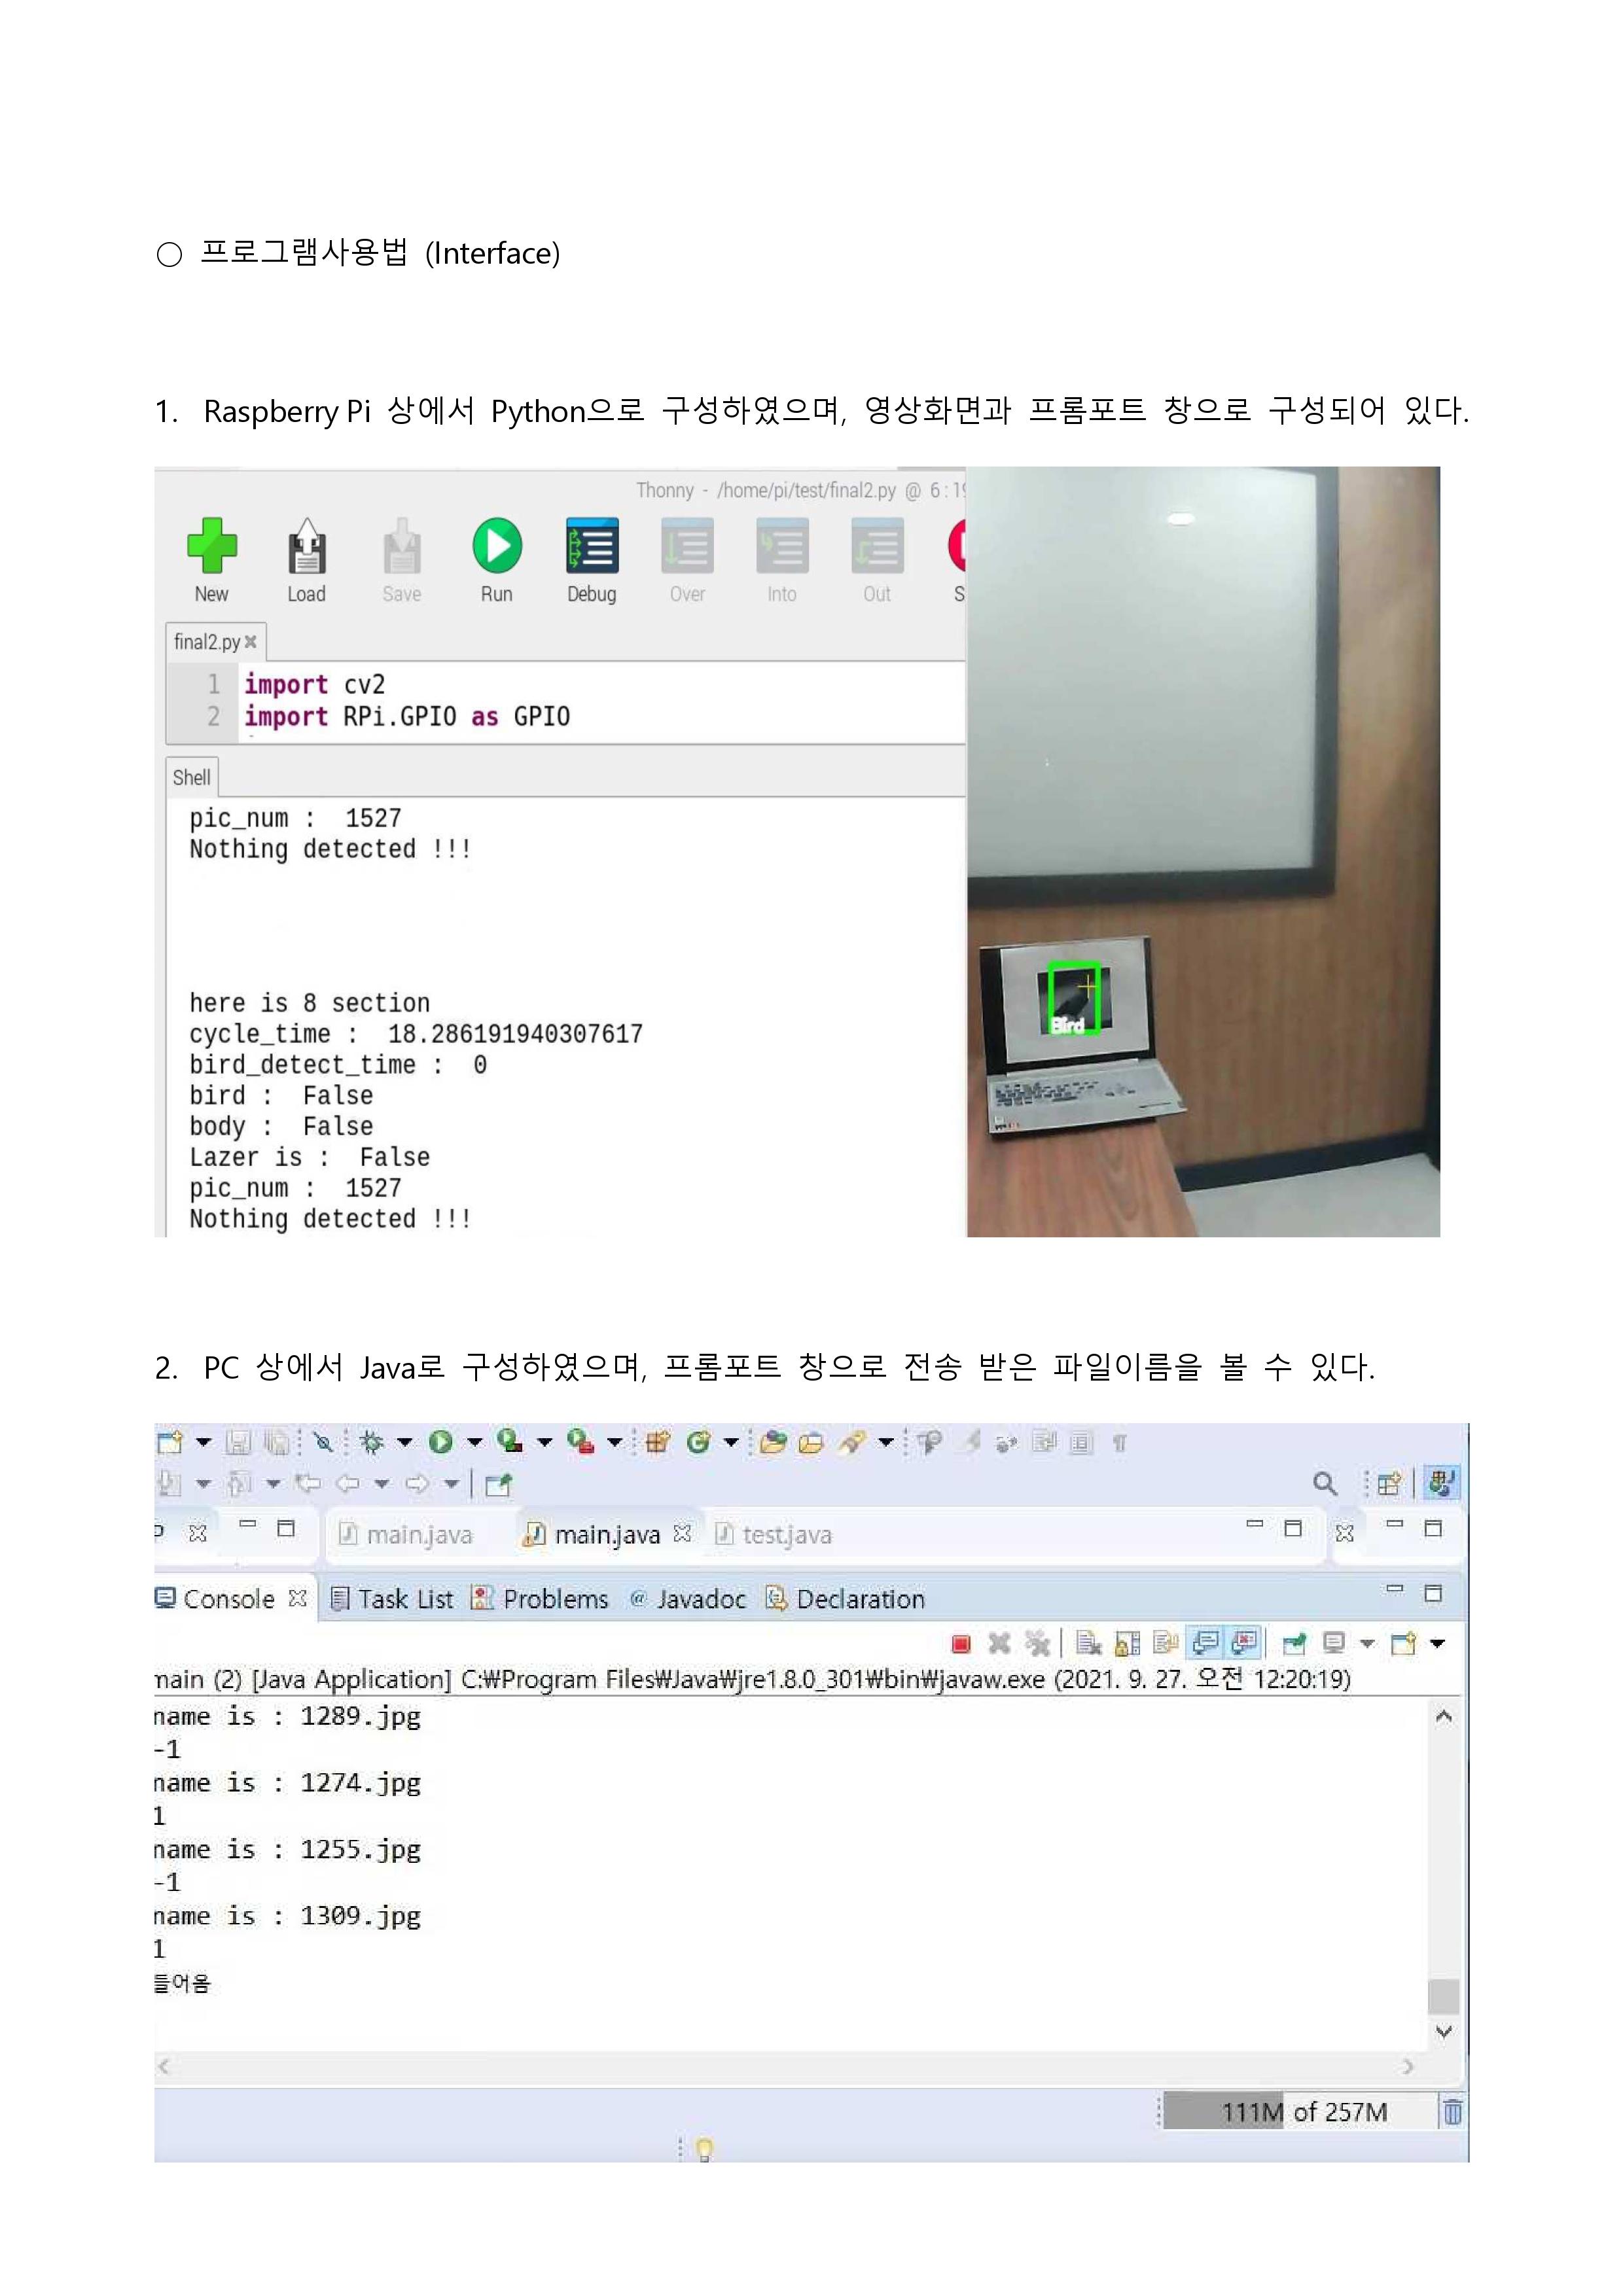 ○ 프로그램사용법 (Interface)
1. Raspberry Pi 상에서 Python으로 구성하였으며, 영상화면과 프롬포트 창으로 구성되어 있다.
Thonny - /home/pi/test/final2.py @ 6 : 19
New Load Save Run Debug Over Into Out S
final2.py
1 import cv2
2 import RPi.GPIO as GPIO
Shell
pic_num : 1527
Nothing detected !!!
here is 8 section
cycle_time : 18.286191940307617
bird_detect_time : 0
bird : False
body : False
Lazer is : False
pic_num : 1527
Nothing detected !!!
Bird
2. PC 상에서 Java로 구성하였으며, 프롬포트 창으로 전송 받은 파일이름을 볼 수 있다.
main.java main.java test.java
Console Task List Problems @ Javadoc Declaration
main (2) [Java Application] C:₩Program Files₩Java₩jre1.8.0_301₩bin₩javaw.exe (2021. 9. 27. 오전 12:20:19)
name is : 1289.jpg
-1
name is : 1274.jpg
1
name is : 1255.jpg
-1
name is : 1309.jpg
1
들어옴
111M of 257M